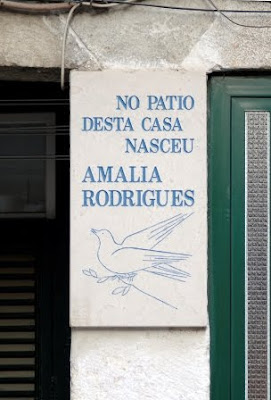 NO PATIO
DESTA CASA
NASCEU
AMALIA
RODRIGUES